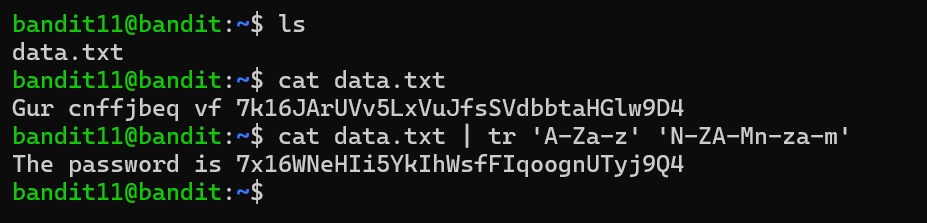 bandit11@bandit:~$ ls
data.txt
bandit11@bandit:~$ cat data.txt
Gur cnffjbeq vf 7k16JArUVv5LxVuJfsSVdbbtaHGlw9D4
bandit11@bandit:~$ cat data.txt | tr 'A-Za-z' 'N-ZA-Mn-za-m'
The password is 7x16WNeHIi5YkIhWsfFIqoognUTyj9Q4
bandit11@bandit:~$